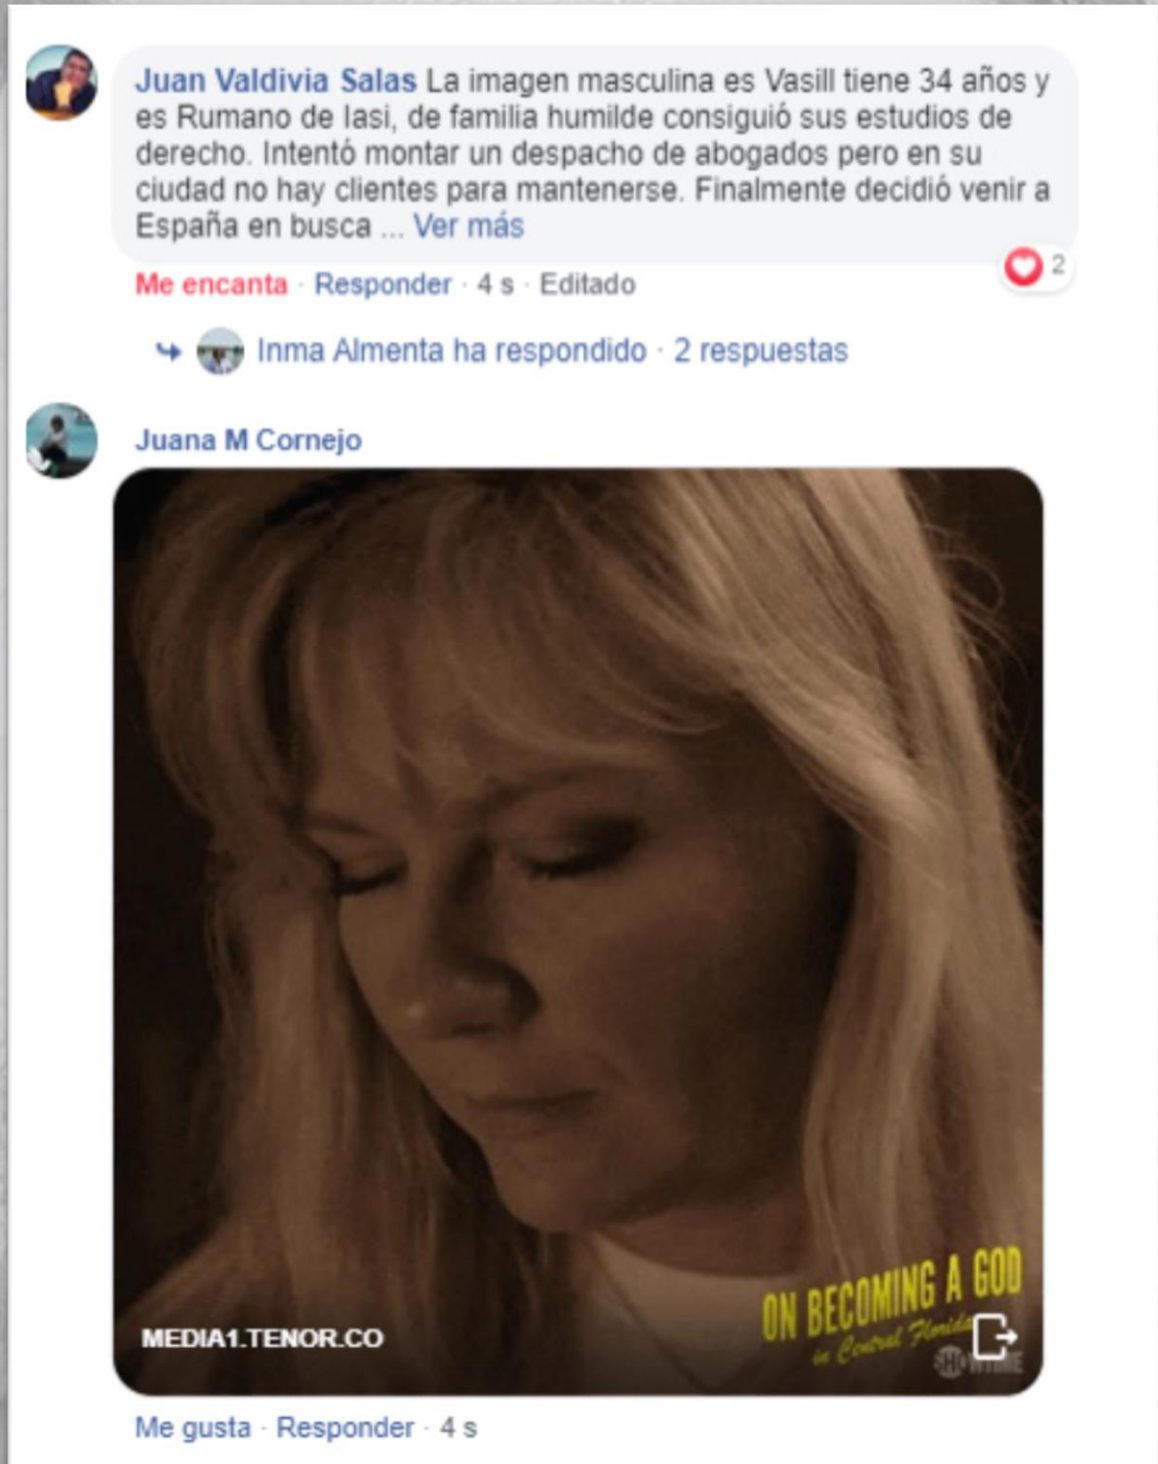 Juan Valdivia Salas La imagen masculina es Vasill tiene 34 años y
es Rumano de Iasi, de familia humilde consiguió sus estudios de
derecho. Intentó montar un despacho de abogados pero en su
ciudad no hay clientes para mantenerse. Finalmente decidió venir a
España en busca ... Ver más
2
Me encanta · Responder · 4 s · Editado
Inma Almenta ha respondido · 2 respuestas
Juana M Cornejo
ON BECOMING A GOD
in Central Florida
SHOWTIME
MEDIA1.TENOR.CO
Me gusta · Responder · 4 s